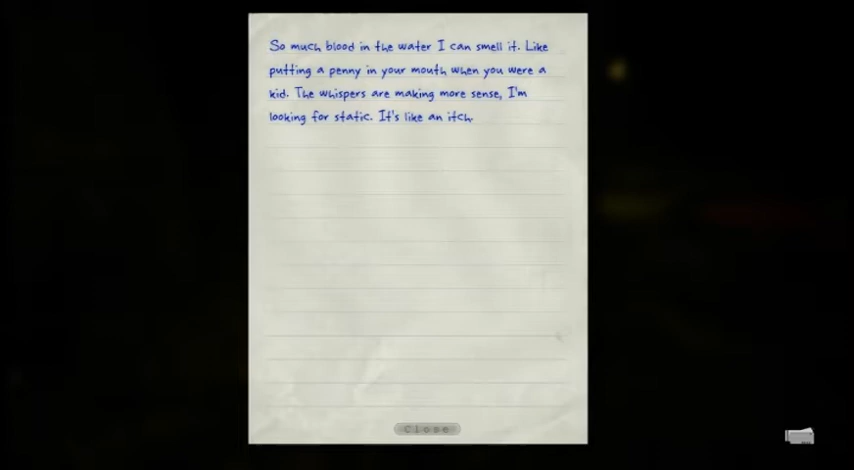 So much blood in the water I can smell it. Like
putting a penny in your mouth when you were a
kid. The whispers are making more sense, I'm
looking for static. It's like an itch.
Close